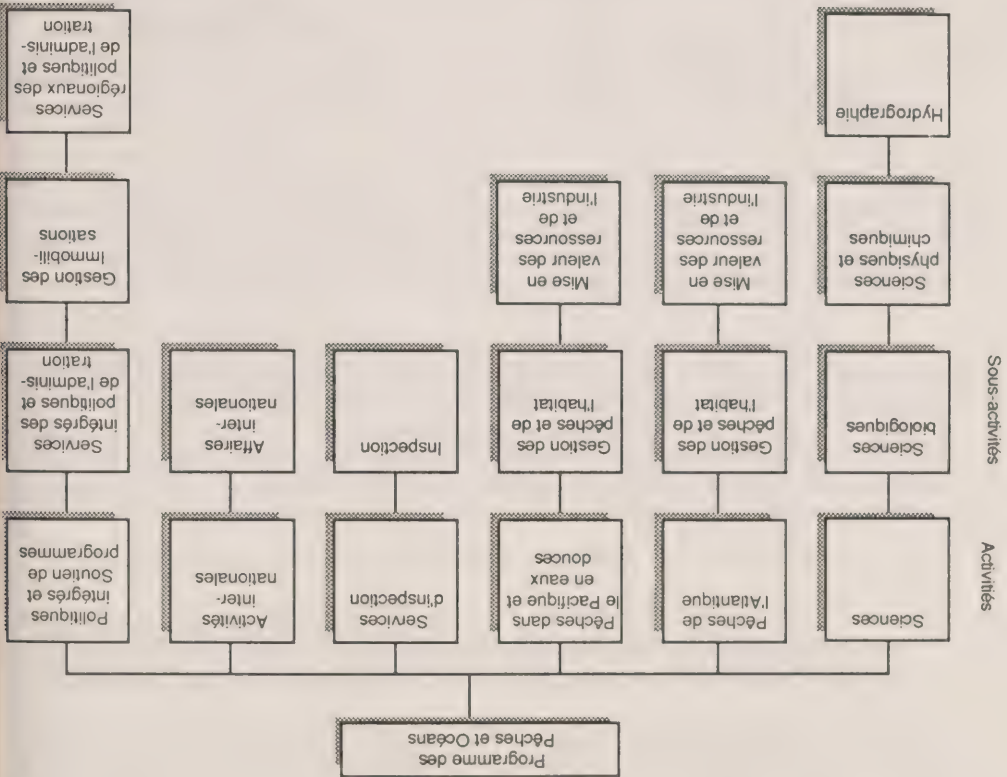 Programme des
Pêches et Océans
Activitiés
Sciences
Pêches de
l'Atlantique
Pêches dans
le Pacifique et
en eaux
douces
Services
d'inspection
Activités
inter-
nationales
Politiques
intégrés et
Soutien de
programmes
Sous-activités
Sciences
biologiques
Gestion des
pêches et de
l'habitat
Gestion des
pêches et de
l'habitat
Inspection
Affaires
inter-
nationales
Services
intégrés des
politiques et
de l'adminis-
tration
Sciences
physiques et
chimiques
Mise en
valeur des
ressources
et de
l'industrie
Mise en
valeur des
ressources
et de
l'industrie
Gestion des
immobili-
sations
Hydrographie
Services
régionaux des
politiques et
de l'adminis-
tration